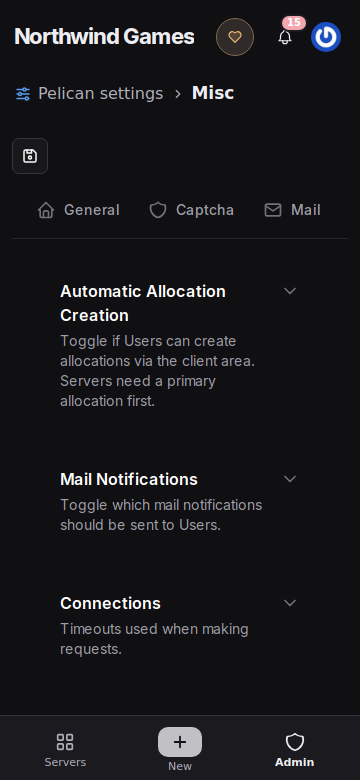 Northwind Games
15
Pelican settings > Misc
General
Captcha
Mail
Automatic Allocation
Creation
Toggle if Users can create
allocations via the client area.
Servers need a primary
allocation first.
Mail Notifications
Toggle which mail notifications
should be sent to Users.
Connections
Timeouts used when making
requests.
Servers
New
Admin